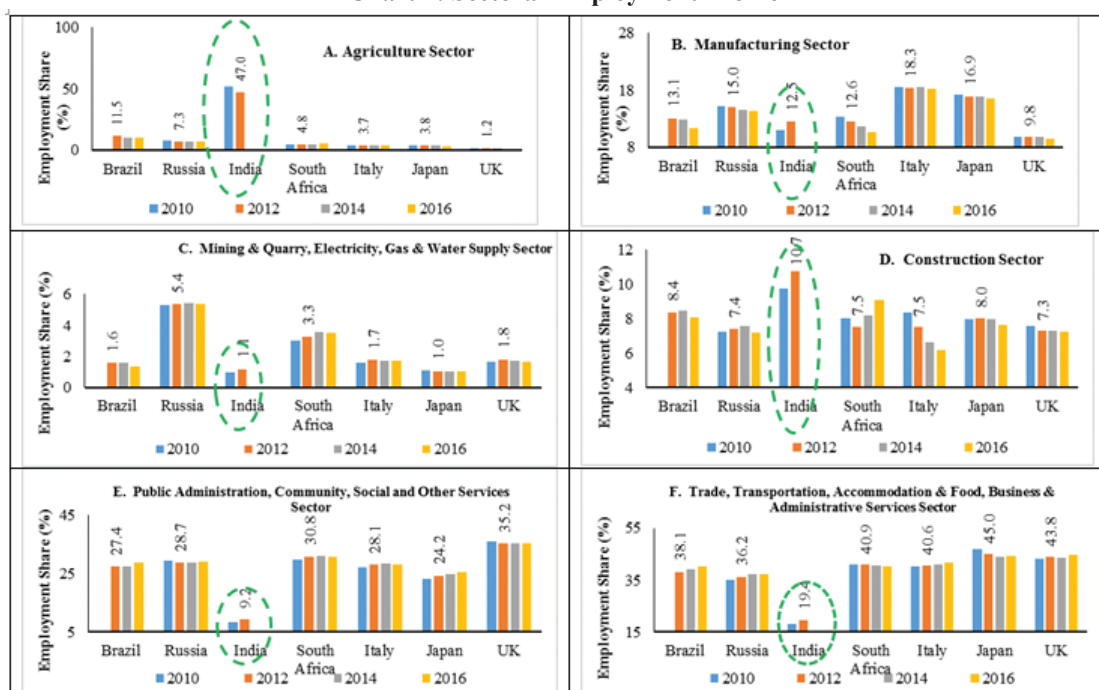 A. Agriculture Sector
Employment Share
(%)
100
50
0
11.5
7.3
47.0
4.8
3.7
3.8
1.2
Brazil Russia India South Africa Italy Japan UK
2010 2012 2014 2016
B. Manufacturing Sector
Employment Share
(%)
28
18
8
13.1
15.0
12.5
12.6
18.3
16.9
9.8
Brazil Russia India South Africa Italy Japan UK
2010 2012 2014 2016
C. Mining & Quarry, Electricity, Gas & Water Supply Sector
Employment Share (%)
6
4
2
0
1.6
5.4
1.1
3.3
1.7
1.0
1.8
Brazil Russia India South Africa Italy Japan UK
2010 2012 2014 2016
D. Construction Sector
Employment Share (%)
12
10
8
6
4
8.4
7.4
10.7
7.5
7.5
8.0
7.3
Brazil Russia India South Africa Italy Japan UK
2010 2012 2014 2016
E. Public Administration, Community, Social and Other Services
Sector
Employment Share (%)
45
25
5
27.4
28.7
9.2
30.8
28.1
24.2
35.2
Brazil Russia India South Africa Italy Japan UK
2010 2012 2014 2016
F. Trade, Transportation, Accommodation & Food, Business &
Administrative Services Sector
Employment Share (%)
55
35
15
38.1
36.2
19.4
40.9
40.6
45.0
43.8
Brazil Russia India South Africa Italy Japan UK
2010 2012 2014 2016